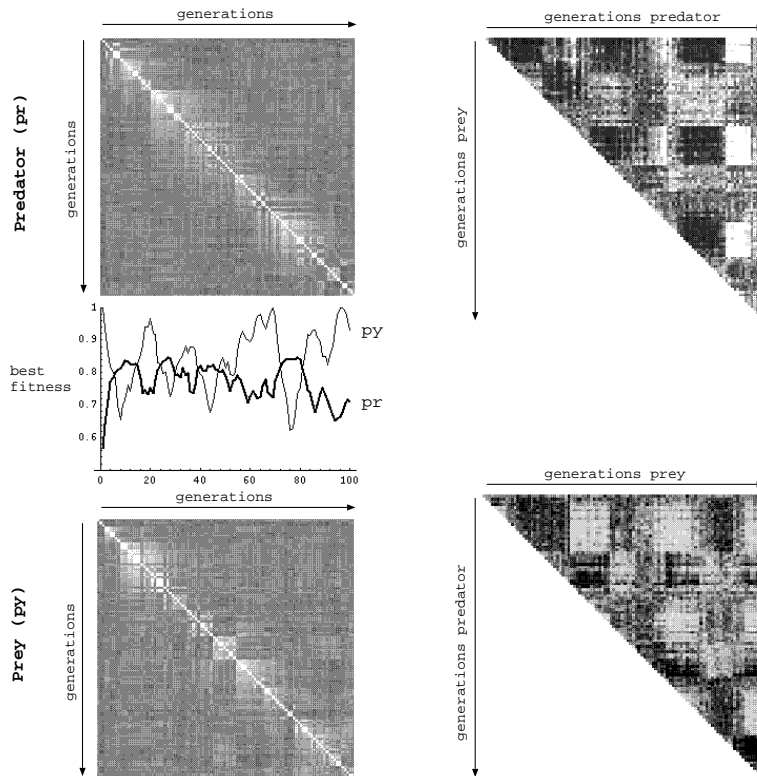 generations
Predator (pr)
generations
generations predator
generations prey
1
0.9
0.8
0.7
0.6
best
fitness
py
pr
0 20 40 60 80 100
generations
Prey (py)
generations
generations prey
generations predator